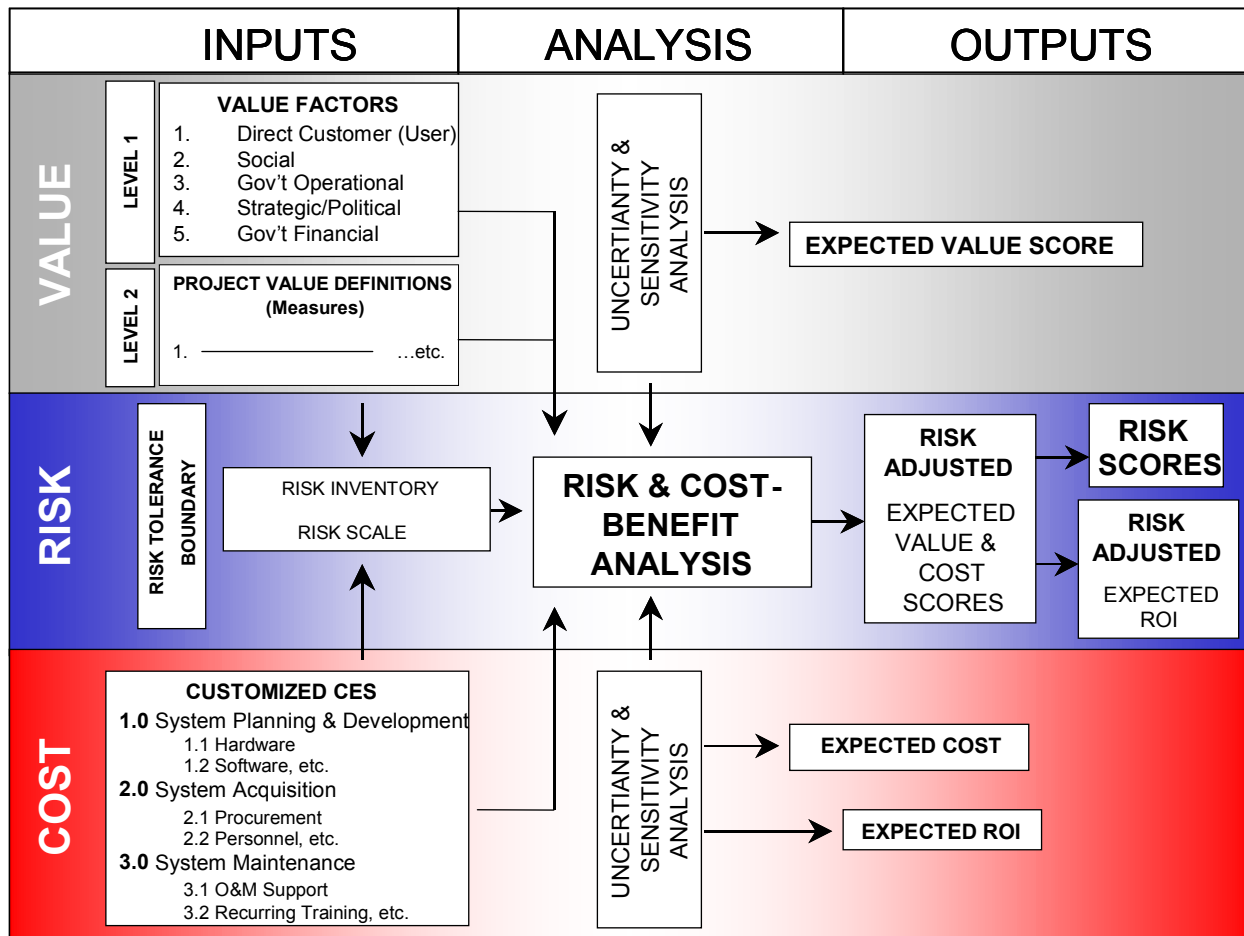 INPUTS
ANALYSIS
OUTPUTS
VALUE
LEVEL 1
VALUE FACTORS
1. Direct Customer (User)
2. Social
3. Gov't Operational
4. Strategic/Political
5. Gov't Financial
LEVEL 2
PROJECT VALUE DEFINITIONS
(Measures)
1. …etc.
UNCERTIANTY &
SENSITIVITY
ANALYSIS
EXPECTED VALUE SCORE
RISK
RISK TOLERANCE
BOUNDARY
RISK INVENTORY
RISK SCALE
RISK & COST-
BENEFIT
ANALYSIS
RISK
ADJUSTED
EXPECTED
VALUE &
COST
SCORES
RISK
SCORES
RISK
ADJUSTED
EXPECTED
ROI
COST
CUSTOMIZED CES
1.0 System Planning & Development
1.1 Hardware
1.2 Software, etc.
2.0 System Acquisition
2.1 Procurement
2.2 Personnel, etc.
3.0 System Maintenance
3.1 O&M Support
3.2 Recurring Training, etc.
UNCERTIANTY &
SENSITIVITY
ANALYSIS
EXPECTED COST
EXPECTED ROI